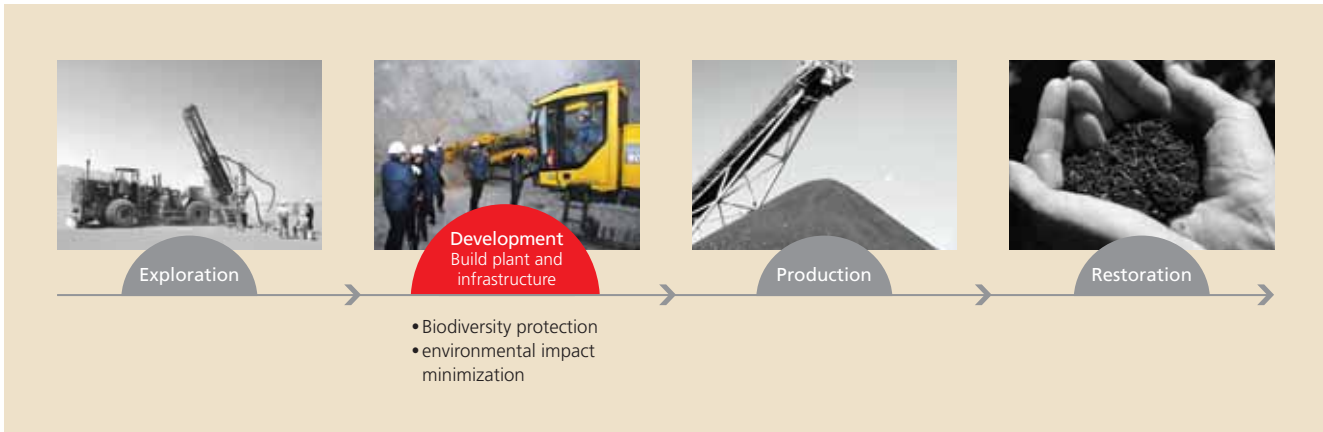 Exploration
Development
Build plant and
infrastructure
Production
Restoration
• Biodiversity protection
• environmental impact
minimization